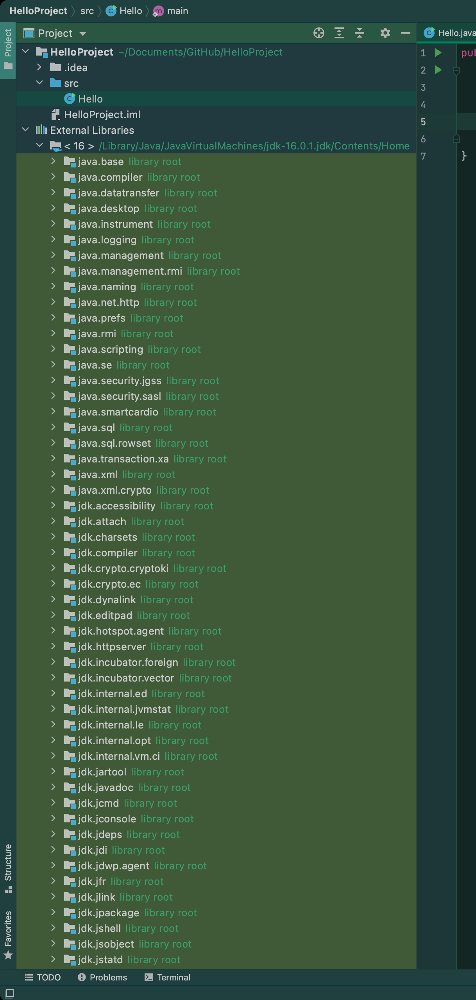 HelloProject src Hello main
Project
Project
Hello.java
HelloProject ~/Documents/GitHub/HelloProject
.idea
src
Hello
HelloProject.iml
External Libraries
< 16 > /Library/Java/JavaVirtualMachines/jdk-16.0.1.jdk/Contents/Home
java.base library root
java.compiler library root
java.datatransfer library root
java.desktop library root
java.instrument library root
java.logging library root
java.management library root
java.management.rmi library root
java.naming library root
java.net.http library root
java.prefs library root
java.rmi library root
java.scripting library root
java.se library root
java.security.jgss library root
java.security.sasl library root
java.smartcardio library root
java.sql library root
java.sql.rowset library root
java.transaction.xa library root
java.xml library root
java.xml.crypto library root
jdk.accessibility library root
jdk.attach library root
jdk.charsets library root
jdk.compiler library root
jdk.crypto.cryptoki library root
jdk.crypto.ec library root
jdk.dynalink library root
jdk.editpad library root
jdk.hotspot.agent library root
jdk.httpserver library root
jdk.incubator.foreign library root
jdk.incubator.vector library root
jdk.internal.ed library root
jdk.internal.jvmstat library root
jdk.internal.le library root
jdk.internal.opt library root
jdk.internal.vm.ci library root
jdk.jartool library root
jdk.javadoc library root
jdk.jcmd library root
jdk.jconsole library root
jdk.jdeps library root
jdk.jdi library root
jdk.jdwp.agent library root
jdk.jfr library root
jdk.jlink library root
jdk.jpackage library root
jdk.jshell library root
jdk.jsobject library root
jdk.jstatd library root
1 pub
2
3
4
5
6
7 }
Structure
Favorites
TODO Problems Terminal